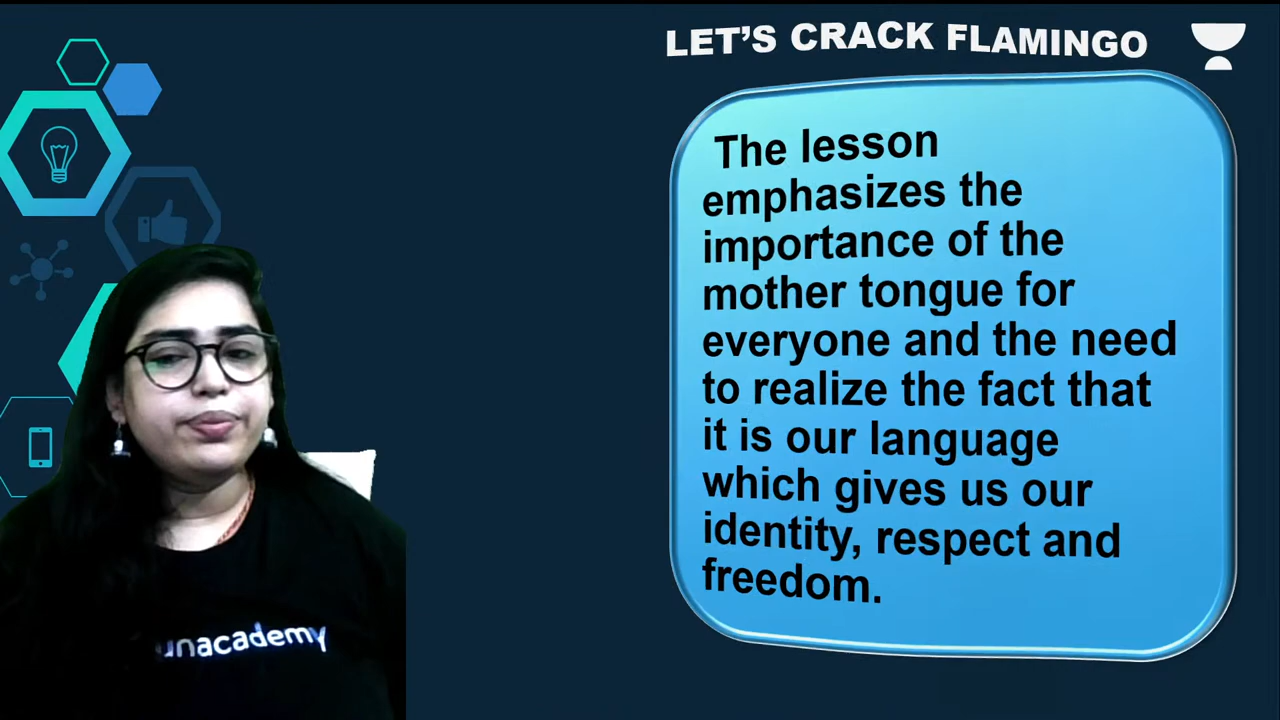 LET'S CRACK FLAMINGO
The lesson
emphasizes the
importance of the
mother tongue for
everyone and the need
to realize the fact that
it is our language
which gives us our
identity, respect and
freedom.
unacademy